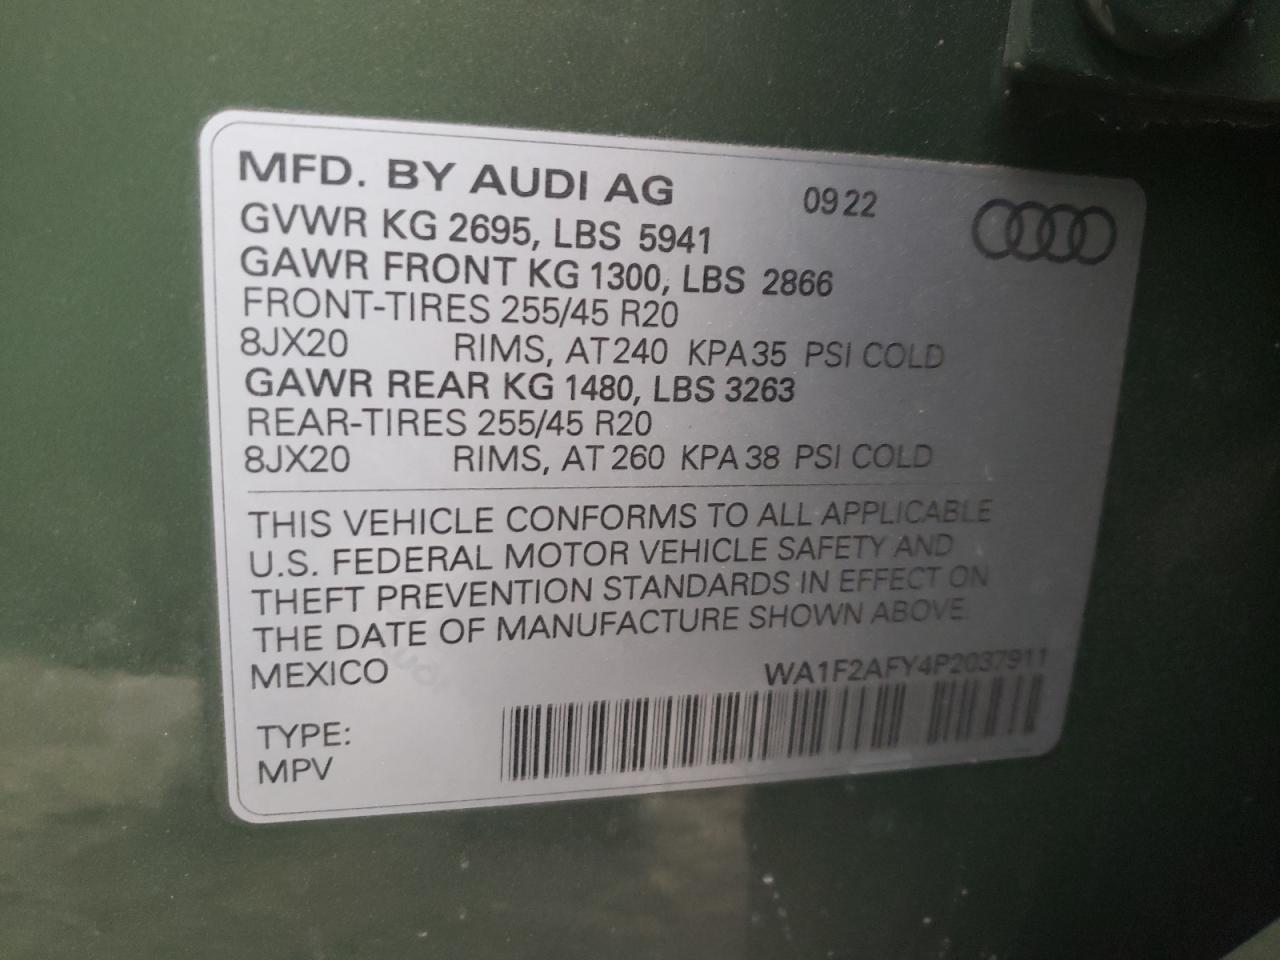 MFD. BY AUDI AG 09 22
GVWR KG 2695, LBS 5941
GAWR FRONT KG 1300, LBS 2866
FRONT-TIRES 255/45 R20
8JX20 RIMS, AT 240 KPA 35 PSI COLD
GAWR REAR KG 1480, LBS 3263
REAR-TIRES 255/45 R20
8JX20 RIMS, AT 260 KPA 38 PSI COLD
THIS VEHICLE CONFORMS TO ALL APPLICABLE
U.S. FEDERAL MOTOR VEHICLE SAFETY AND
THEFT PREVENTION STANDARDS IN EFFECT ON
THE DATE OF MANUFACTURE SHOWN ABOVE.
MEXICO WA1F2AFY4P2037911
TYPE:
MPV